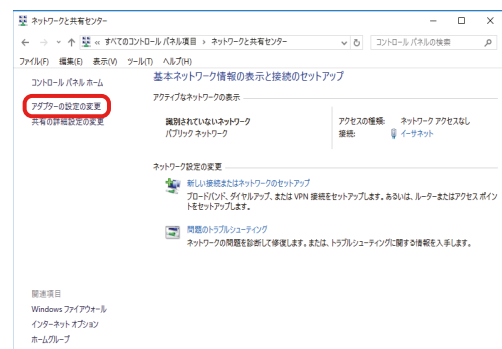 ネットワークと共有センター
« すべてのコントロール パネル項目 › ネットワークと共有センター
コントロール パネルの検索
ファイル(F) 編集(E) 表示(V) ツール(T) ヘルプ(H)
コントロール パネル ホーム
アダプターの設定の変更
共有の詳細設定の変更
基本ネットワーク情報の表示と接続のセットアップ
アクティブなネットワークの表示
識別されていないネットワーク
パブリック ネットワーク
アクセスの種類: ネットワーク アクセスなし
接続: イーサネット
ネットワーク設定の変更
新しい接続またはネットワークのセットアップ
ブロードバンド、ダイヤルアップ、または VPN 接続をセットアップします。あるいは、ルーターまたはアクセス ポイン
トをセットアップします。
問題のトラブルシューティング
ネットワークの問題を診断して修復します。または、トラブルシューティングに関する情報を入手します。
関連項目
Windows ファイアウォール
インターネット オプション
ホームグループ